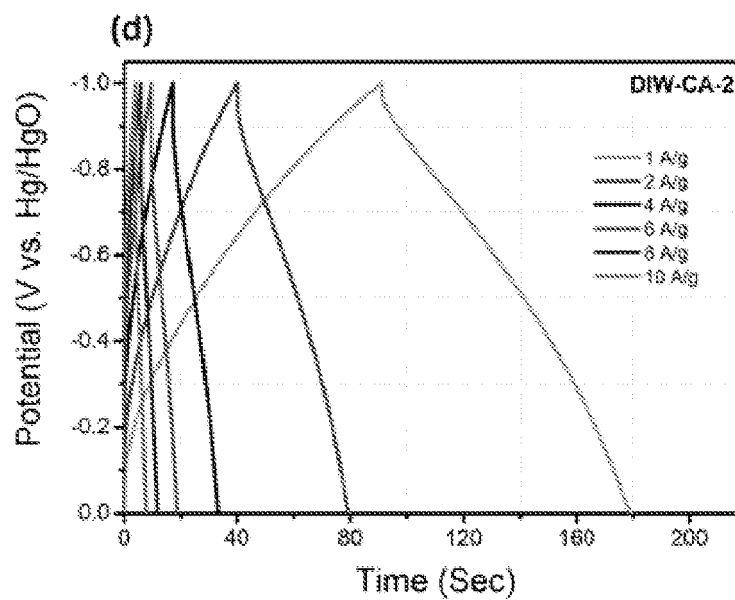 (d)
DIW-CA-2
1 A/g
2 A/g
4 A/g
6 A/g
8 A/g
10 A/g
Potential (V vs. Hg/HgO)
-1.0
-0.8
-0.6
-0.4
-0.2
0.0
0 40 80 120 160 200
Time (Sec)